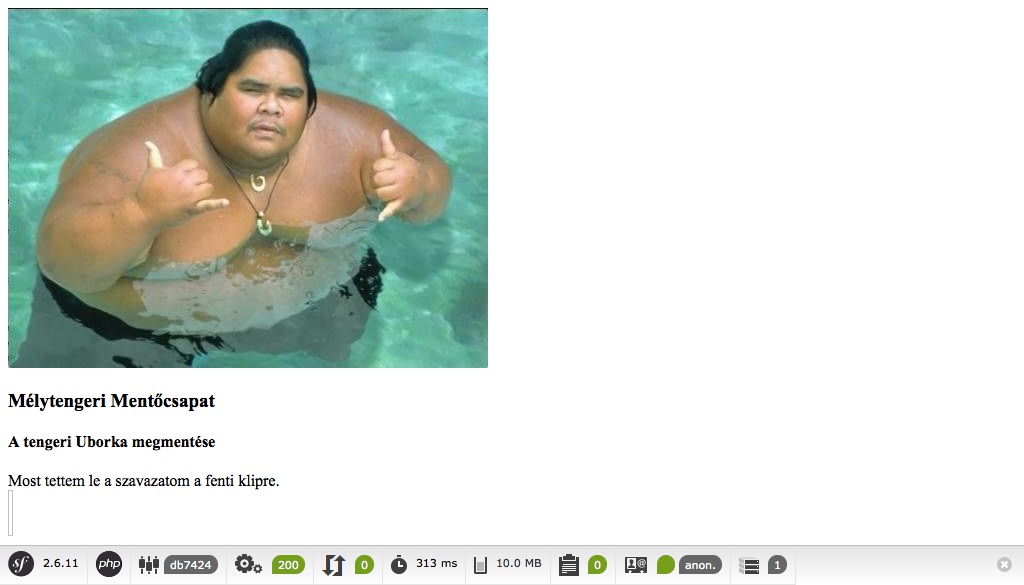 Mélytengeri Mentőcsapat
A tengeri Uborka megmentése
Most tettem le a szavazatom a fenti klipre.
sf 2.6.11 php db7424 200 0 313 ms 10.0 MB 0 anon. 1